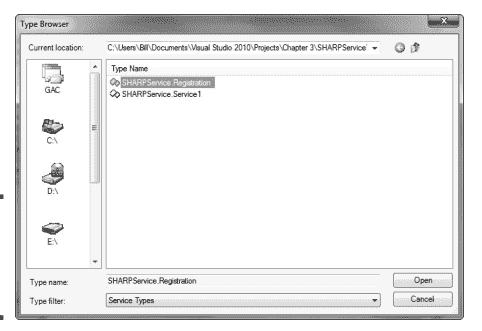 Type Browser
Current location:
C:\Users\Bill\Documents\Visual Studio 2010\Projects\Chapter 3\SHARPService\
GAC
C:\
D:\
E:\
Type Name
SHARPService.Registration
SHARPService.Service1
Type name:
SHARPService.Registration
Open
Type filter:
Service Types
Cancel